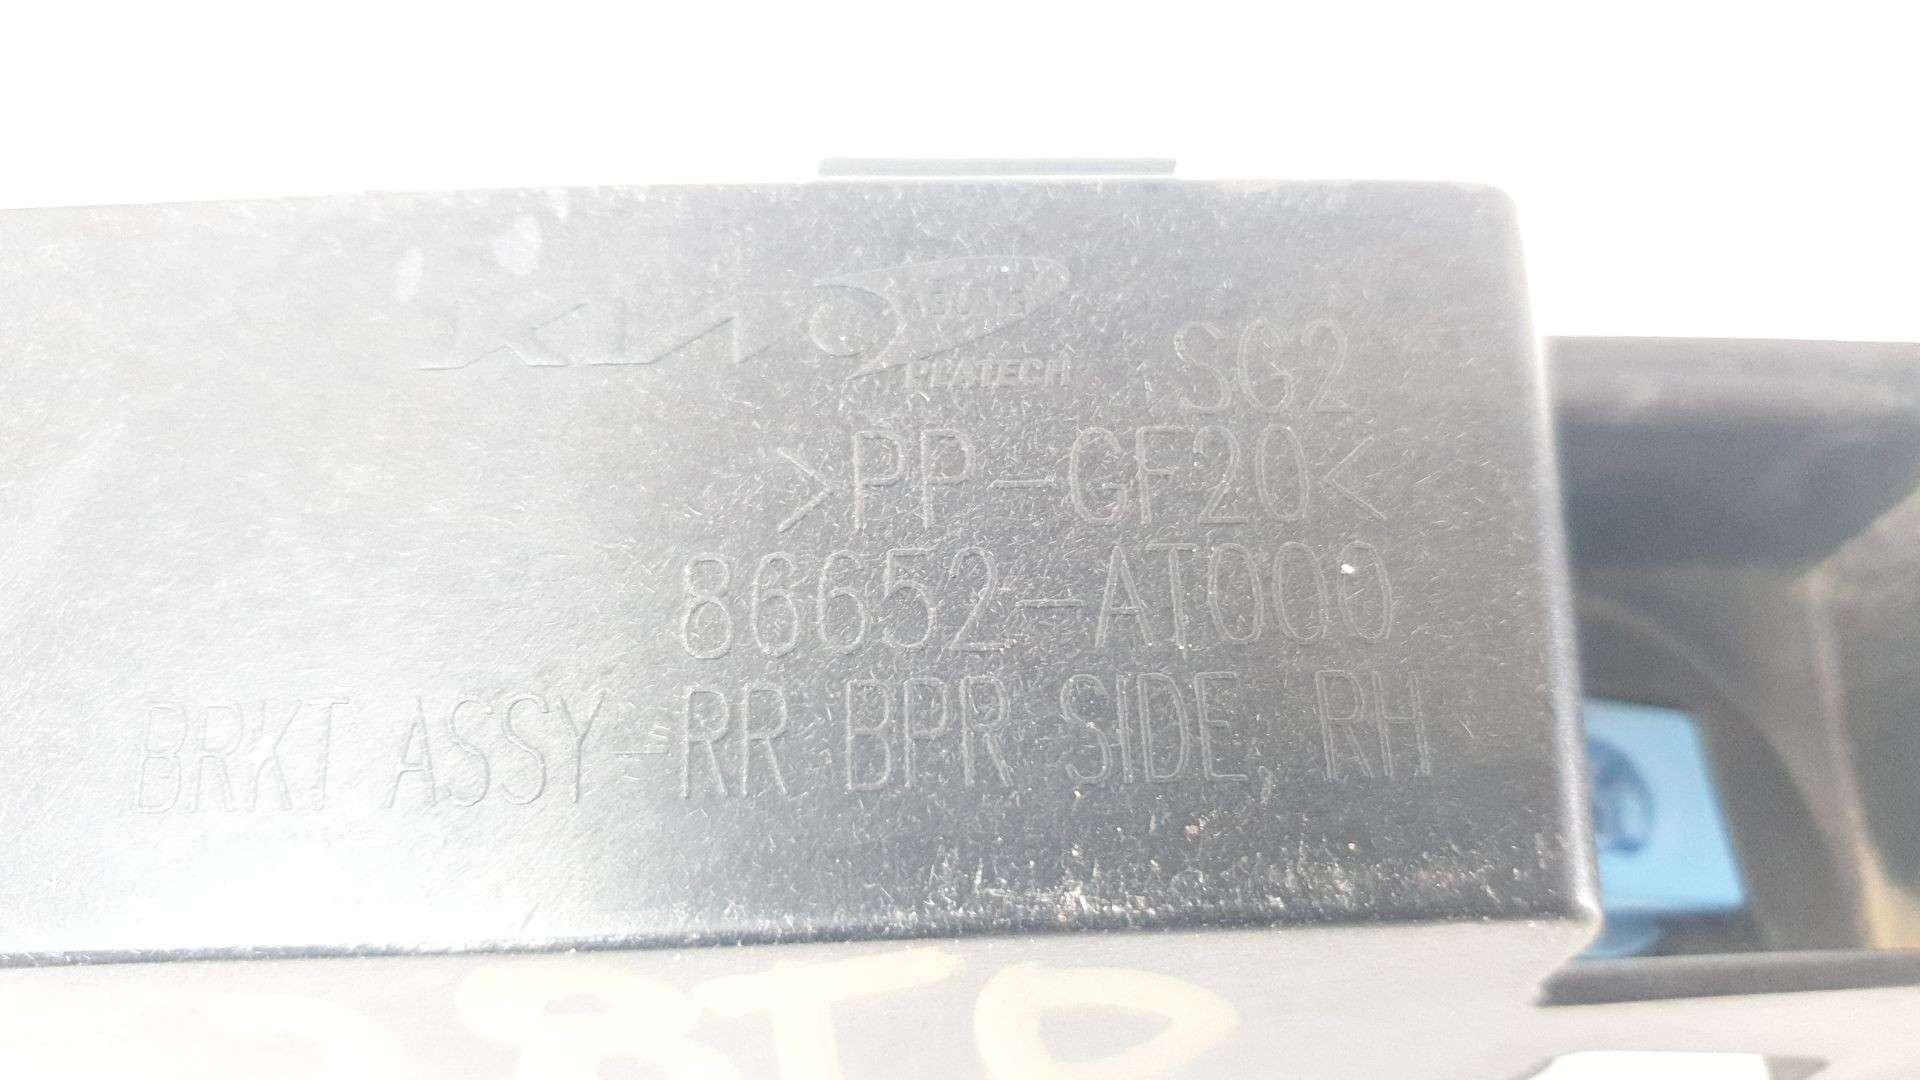 KIA PLATECH SG2
>PP-GF20<
86652-AT000
BRKT ASSY-RR BPR SIDE, RH